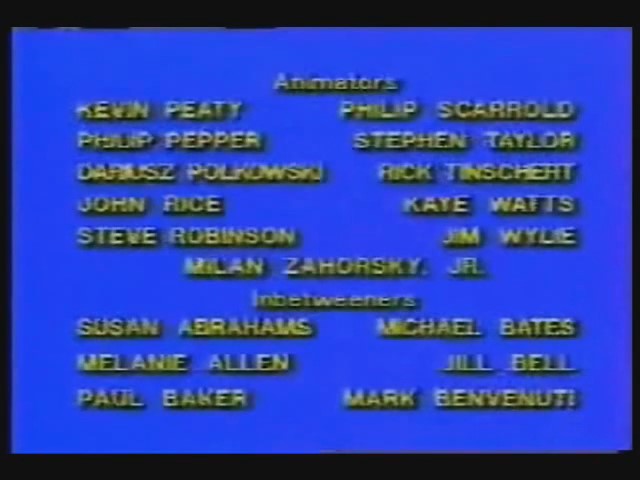 Animators
KEVIN PEATY PHILIP SCARROLD
PHILIP PEPPER STEPHEN TAYLOR
DARIUSZ POLKOWSKI RICK TINSCHERT
JOHN RICE KAYE WATTS
STEVE ROBINSON JIM WYLIE
MILAN ZAHORSKY, JR.
Inbetweeners
SUSAN ABRAHAMS MICHAEL BATES
MELANIE ALLEN JILL BELL
PAUL BAKER MARK BENVENUTI